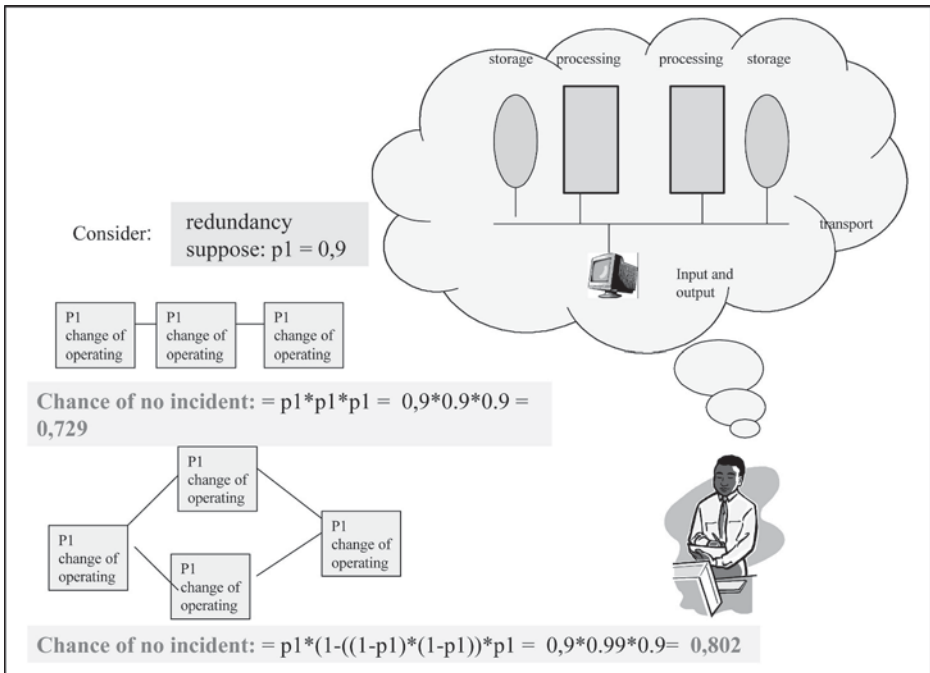 storage processing processing storage
transport
Input and
output
Consider:
redundancy
suppose: p1 = 0,9
P1
change of
operating
P1
change of
operating
P1
change of
operating
Chance of no incident: = p1*p1*p1 = 0,9*0.9*0.9 =
0,729
P1
change of
operating
P1
change of
operating
P1
change of
operating
P1
change of
operating
Chance of no incident: = p1*(1-((1-p1)*(1-p1))*p1 = 0,9*0.99*0.9= 0,802